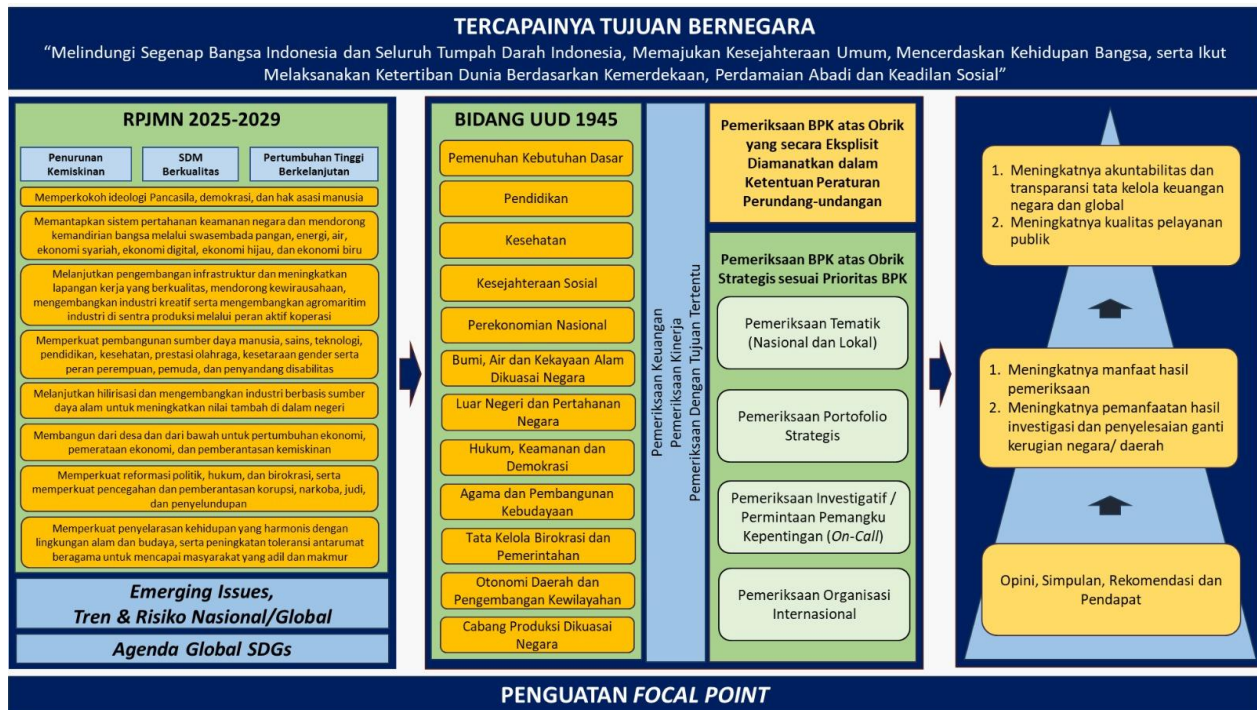 TERCAPAINYA TUJUAN BERNEGARA
“Melindungi Segenap Bangsa Indonesia dan Seluruh Tumpah Darah Indonesia, Memajukan Kesejahteraan Umum, Mencerdaskan Kehidupan Bangsa, serta Ikut
Melaksanakan Ketertiban Dunia Berdasarkan Kemerdekaan, Perdamaian Abadi dan Keadilan Sosial”
RPJMN 2025-2029
Penurunan
Kemiskinan
SDM
Berkualitas
Pertumbuhan Tinggi
Berkelanjutan
Memperkokoh ideologi Pancasila, demokrasi, dan hak asasi manusia
Memantapkan sistem pertahanan keamanan negara dan mendorong
kemandirian bangsa melalui swasembada pangan, energi, air,
ekonomi syariah, ekonomi digital, ekonomi hijau, dan ekonomi biru
Melanjutkan pengembangan infrastruktur dan meningkatkan
lapangan kerja yang berkualitas, mendorong kewirausahaan,
mengembangkan industri kreatif serta mengembangkan agromaritim
industri di sentra produksi melalui peran aktif koperasi
Memperkuat pembangunan sumber daya manusia, sains, teknologi,
pendidikan, kesehatan, prestasi olahraga, kesetaraan gender serta
peran perempuan, pemuda, dan penyandang disabilitas
Melanjutkan hilirisasi dan mengembangkan industri berbasis sumber
daya alam untuk meningkatkan nilai tambah di dalam negeri
Membangun dari desa dan dari bawah untuk pertumbuhan ekonomi,
pemerataan ekonomi, dan pemberantasan kemiskinan
Memperkuat reformasi politik, hukum, dan birokrasi, serta
memperkuat pencegahan dan pemberantasan korupsi, narkoba, judi,
dan penyelundupan
Memperkuat penyelarasan kehidupan yang harmonis dengan
lingkungan alam dan budaya, serta peningkatan toleransi antarumat
beragama untuk mencapai masyarakat yang adil dan makmur
Emerging Issues,
Tren & Risiko Nasional/Global
Agenda Global SDGs
BIDANG UUD 1945
Pemenuhan Kebutuhan Dasar
Pendidikan
Kesehatan
Kesejahteraan Sosial
Perekonomian Nasional
Bumi, Air dan Kekayaan Alam
Dikuasai Negara
Luar Negeri dan Pertahanan
Negara
Hukum, Keamanan dan
Demokrasi
Agama dan Pembangunan
Kebudayaan
Tata Kelola Birokrasi dan
Pemerintahan
Otonomi Daerah dan
Pengembangan Kewilayahan
Cabang Produksi Dikuasai
Negara
Pemeriksaan Keuangan
Pemeriksaan Kinerja
Pemeriksaan Dengan Tujuan Tertentu
Pemeriksaan BPK atas Obrik
yang secara Eksplisit
Diamanatkan dalam
Ketentuan Peraturan
Perundang-undangan
Pemeriksaan BPK atas Obrik
Strategis sesuai Prioritas BPK
Pemeriksaan Tematik
(Nasional dan Lokal)
Pemeriksaan Portofolio
Strategis
Pemeriksaan Investigatif /
Permintaan Pemangku
Kepentingan (On-Call)
Pemeriksaan Organisasi
Internasional
1. Meningkatnya akuntabilitas dan
transparansi tata kelola keuangan
negara dan global
2. Meningkatnya kualitas pelayanan
publik
1. Meningkatnya manfaat hasil
pemeriksaan
2. Meningkatnya pemanfaatan hasil
investigasi dan penyelesaian ganti
kerugian negara/ daerah
Opini, Simpulan, Rekomendasi dan
Pendapat
PENGUATAN FOCAL POINT